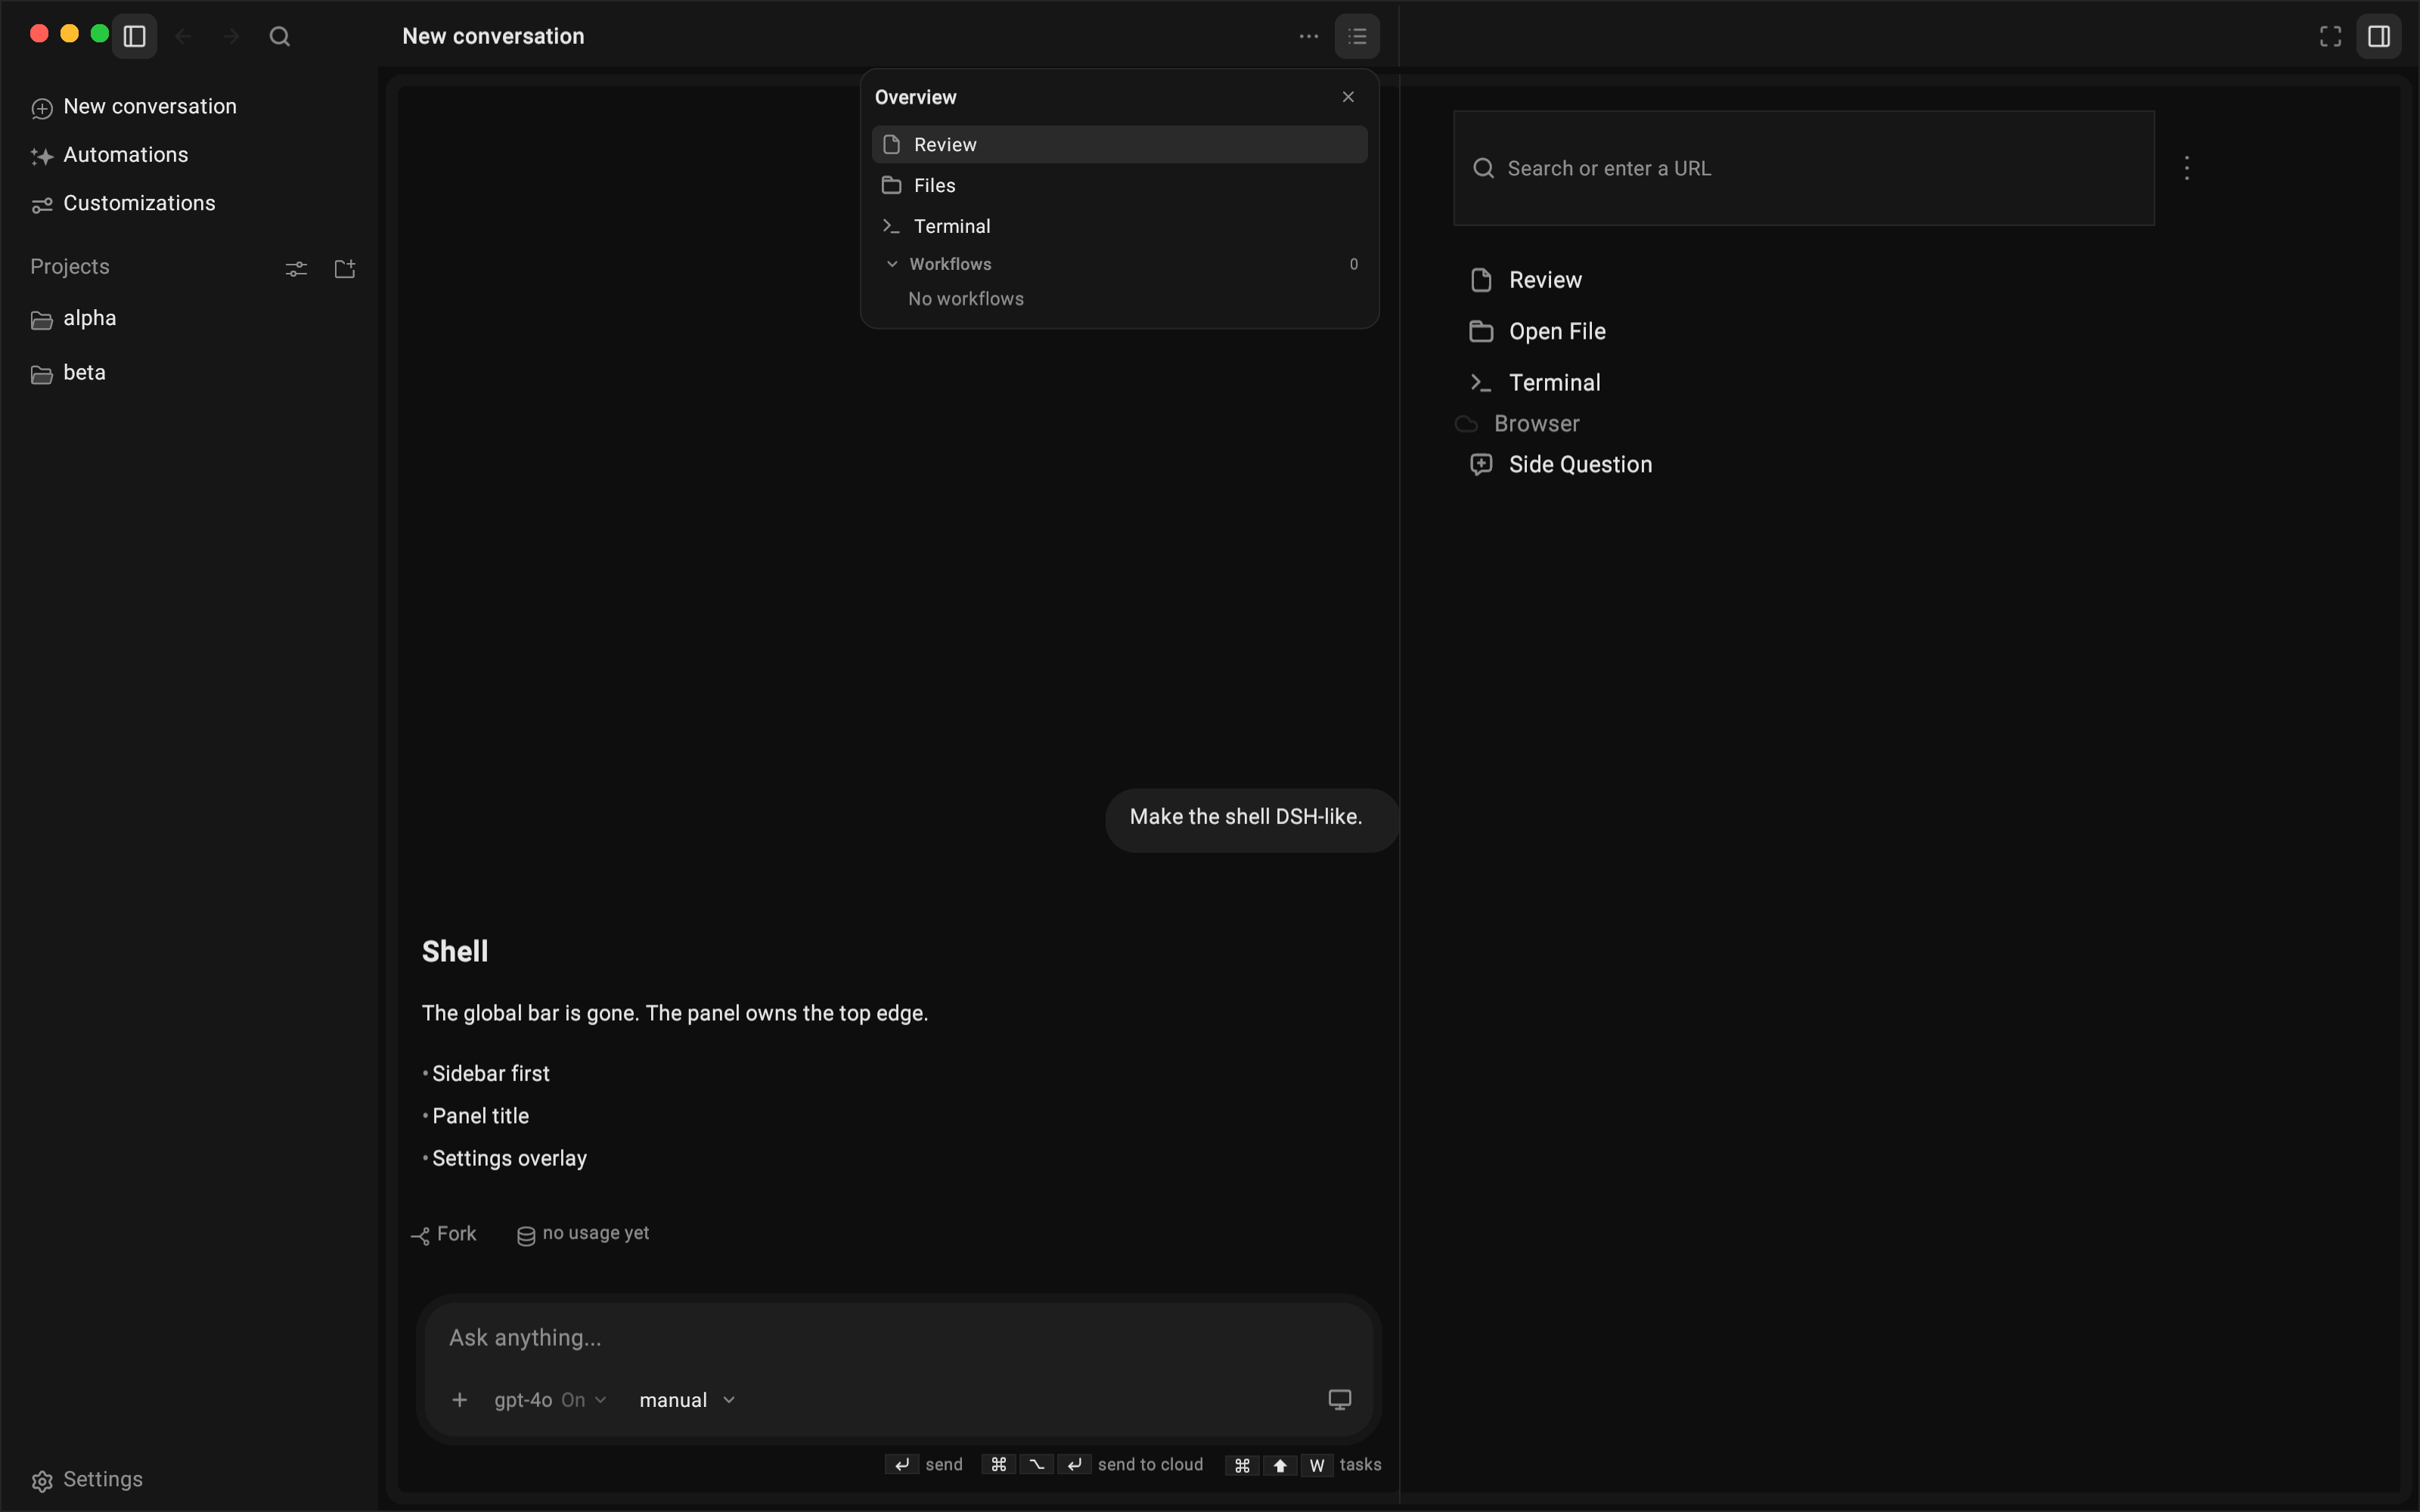 New conversation
New conversation
Automations
Customizations
Projects
alpha
beta
Settings
Overview
Review
Files
Terminal
Workflows 0
No workflows
Make the shell DSH-like.
Shell
The global bar is gone. The panel owns the top edge.
• Sidebar first
• Panel title
• Settings overlay
Fork no usage yet
Ask anything...
gpt-4o On manual
send ⌘ ⌥ send to cloud ⌘ W tasks
Search or enter a URL
Review
Open File
Terminal
Browser
Side Question